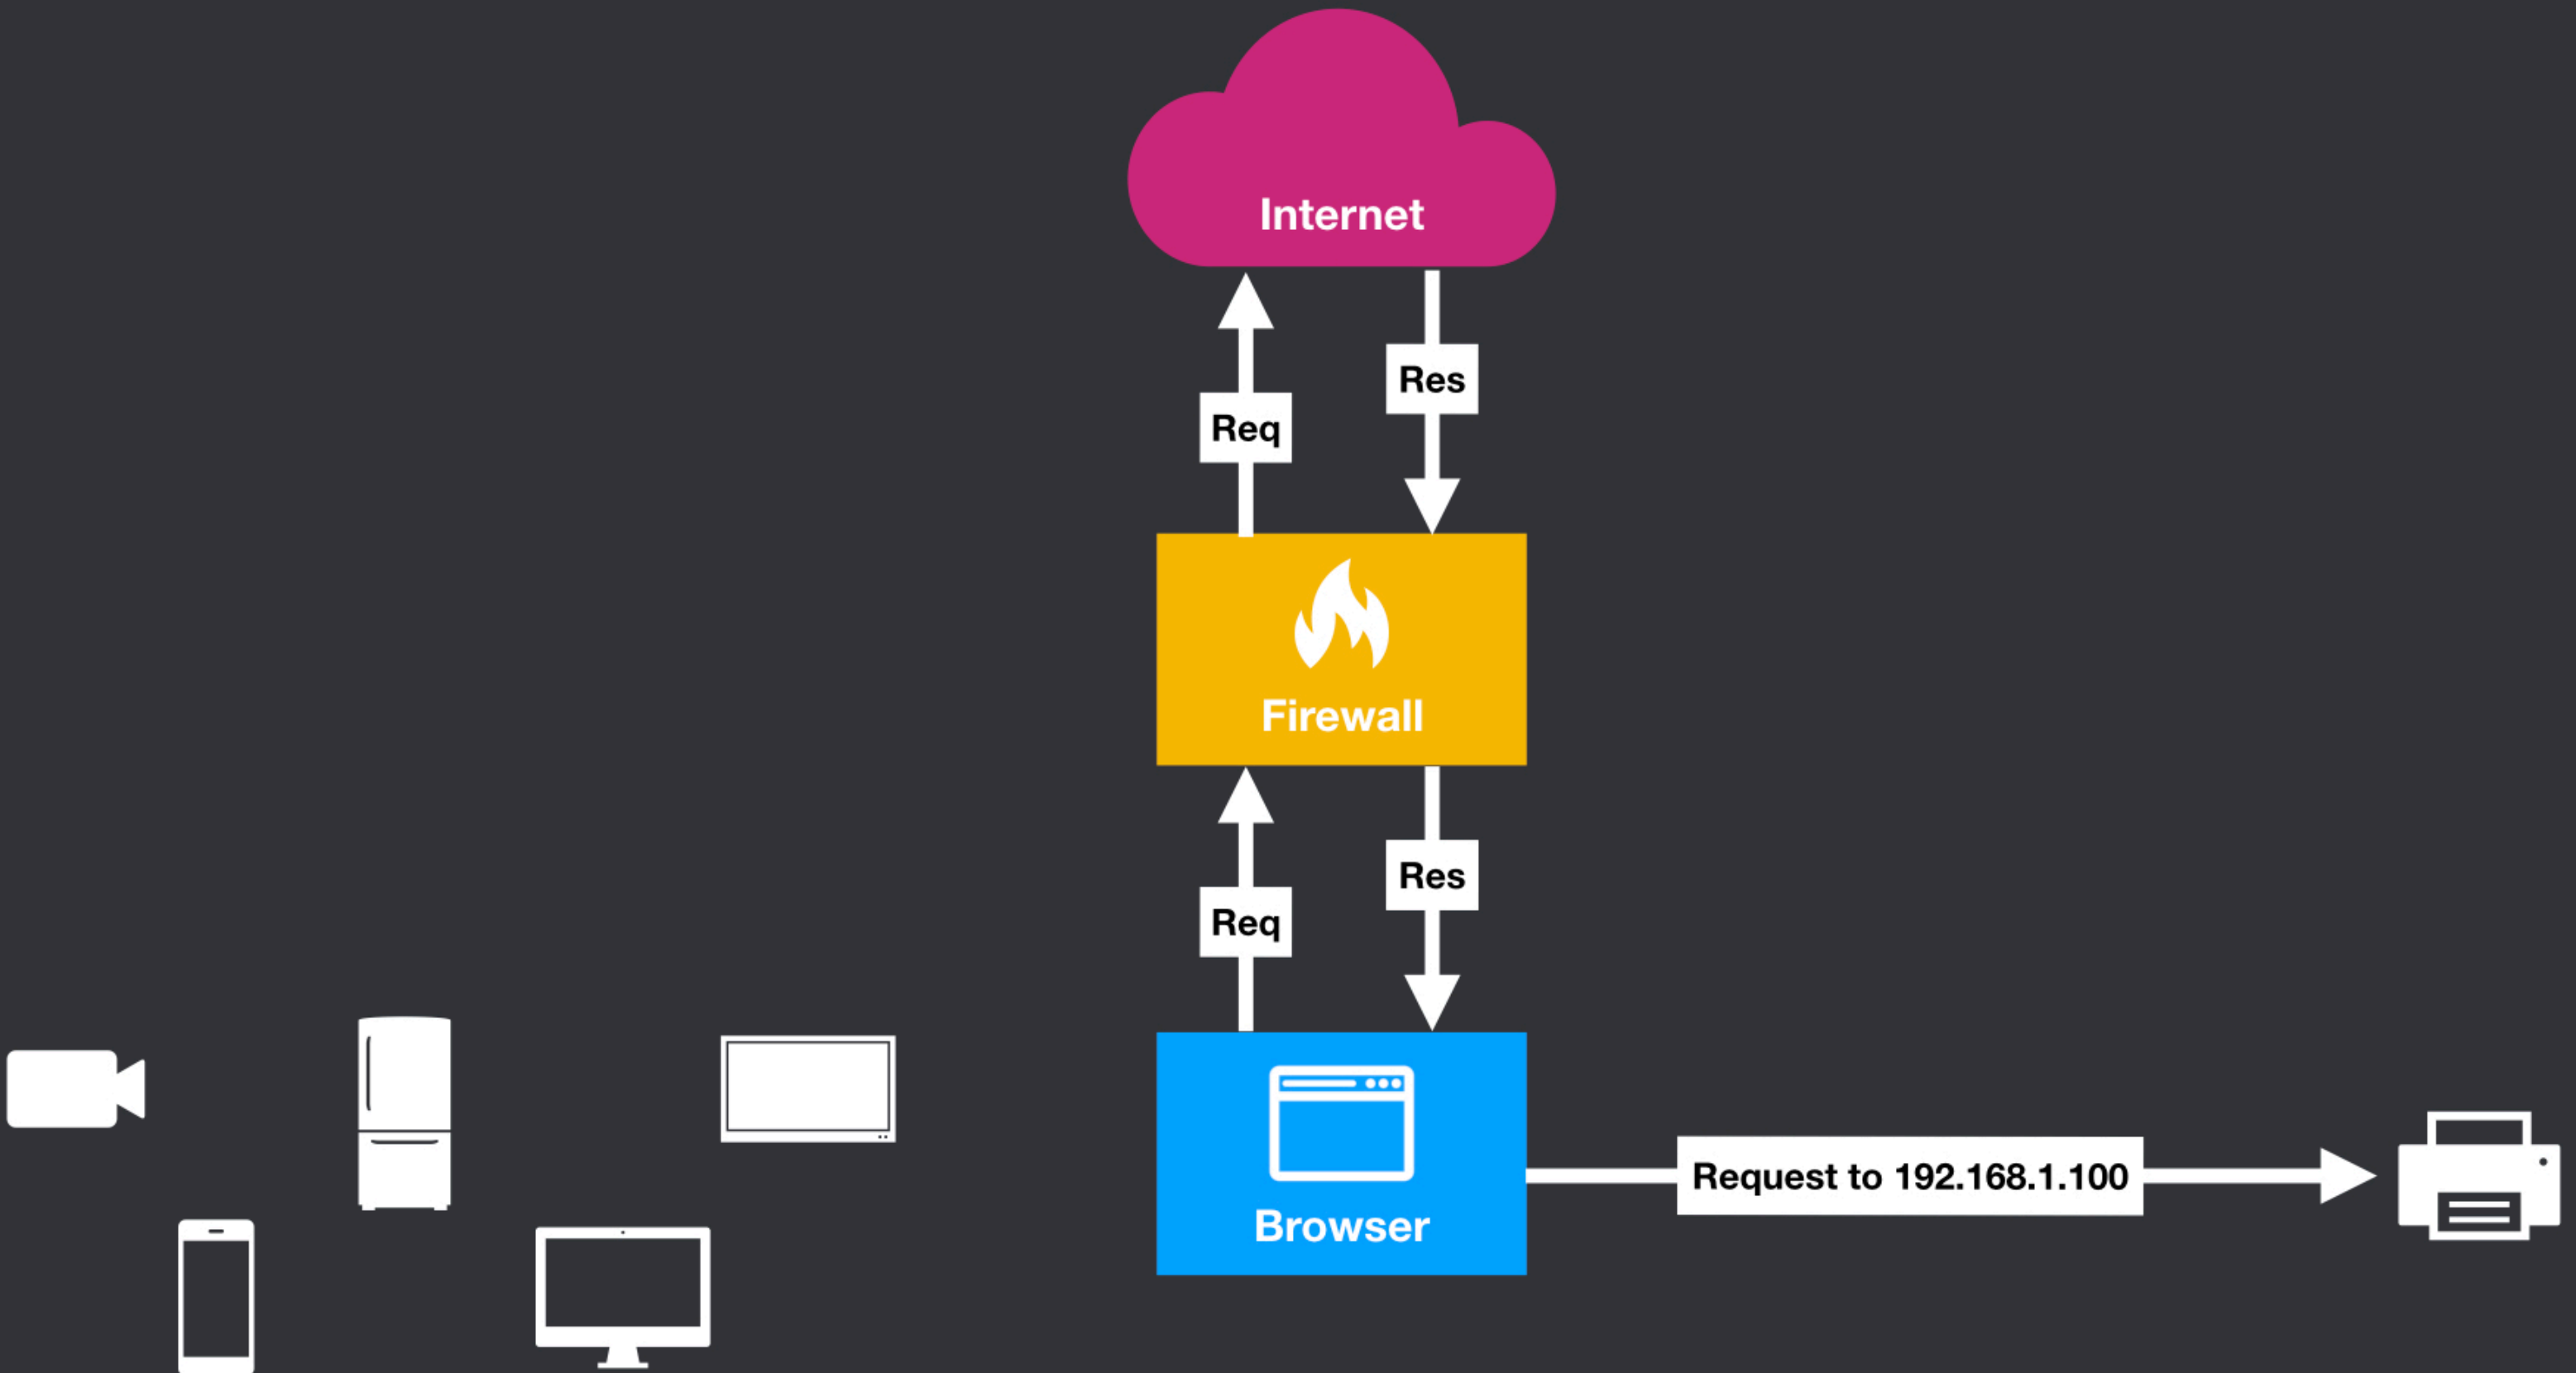 Internet
Res
Req
Firewall
Res
Req
Request to 192.168.1.100
Browser